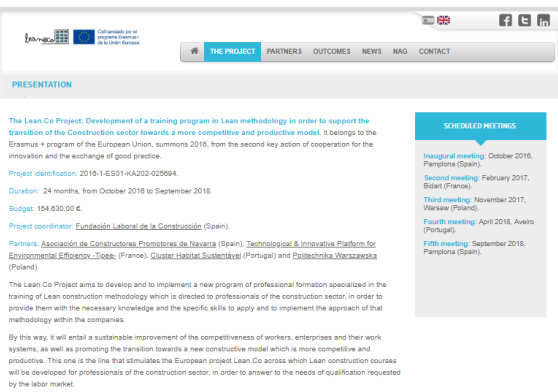 Lean.Co
Cofinanciado por el
programa Erasmus+
de la Unión Europea
THE PROJECT PARTNERS OUTCOMES NEWS NAG CONTACT
PRESENTATION
The Lean.Co Project: Development of a training program in Lean methodology in order to support the
transition of the Construction sector towards a more competitive and productive model. It belongs to the
Erasmus + program of the European Union, summons 2016, from the second key action of cooperation for the
innovation and the exchange of good practice.
Project identification: 2016-1-ES01-KA202-025694.
Duration: 24 months, from October 2016 to September 2018.
Budget: 154.630,00 €.
Project coordinator: Fundación Laboral de la Construcción (Spain).
Partners: Asociación de Constructores Promotores de Navarra (Spain), Technological & Innovative Platform for
Environmental Efficiency -Tipee- (France), Cluster Habitat Sustentável (Portugal) and Politechnika Warszawska
(Poland).
The Lean.Co Project aims to develop and to implement a new program of professional formation specialized in the
training of Lean construction methodology which is directed to professionals of the construction sector, in order to
provide them with the necessary knowledge and the specific skills to apply and to implement the approach of that
methodology within the companies.
By this way, it will entail a sustainable improvement of the competitiveness of workers, enterprises and their work
systems, as well as promoting the transition towards a new constructive model which is more competitive and
productive. This one is the line that stimulates the European project Lean.Co across which Lean construction courses
will be developed for professionals of the construction sector, in order to answer to the needs of qualification requested
by the labor market.
SCHEDULED MEETINGS
Inaugural meeting: October 2016,
Pamplona (Spain).
Second meeting: February 2017,
Bidart (France).
Third meeting: November 2017,
Warsaw (Poland).
Fourth meeting: April 2018, Aveiro
(Portugal).
Fifth meeting: September 2018,
Pamplona (Spain).